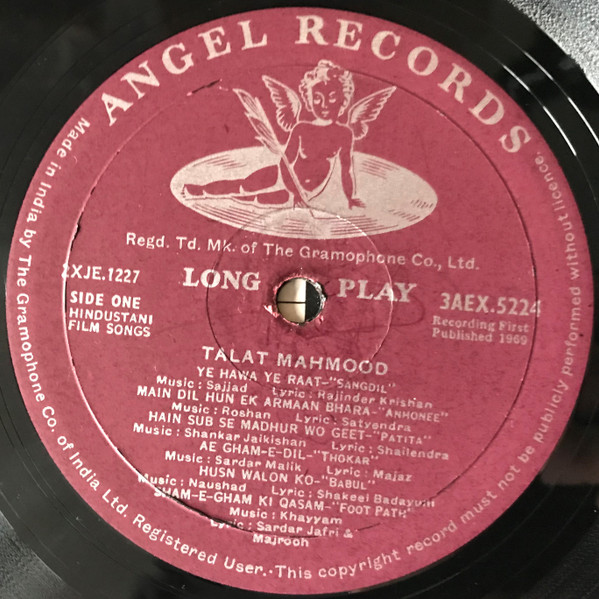 ANGEL RECORDS
Regd. Td. Mk. of The Gramophone Co., Ltd.
2XJE.1227
LONG PLAY
3AEX.5224
SIDE ONE
HINDUSTANI
FILM SONGS
Recording First
Published 1969
TALAT MAHMOOD
YE HAWA YE RAAT-"SANGDIL"
Music : Sajjad Lyric : Rajinder Krishan
MAIN DIL HUN EK ARMAAN BHARA-"ANHONEE"
Music : Roshan Lyric : Satyendra
HAIN SUB SE MADHUR WO GEET-"PATITA"
Music : Shankar Jaikishan Lyric : Shailendra
AE GHAM-E-DIL-"THOKAR"
Music : Sardar Malik Lyric : Majaz
HUSN WALON KO-"BABUL"
Music : Naushad Lyric : Shakeel Badayuni
SHAM-E-GHAM KI QASAM-"FOOT PATH"
Music : Khayyam
Lyric : Sardar Jafri &
Majrooh
Made in India by The Gramophone Co. of India Ltd. Registered User.·This copyright record must not be publicly performed without licence.